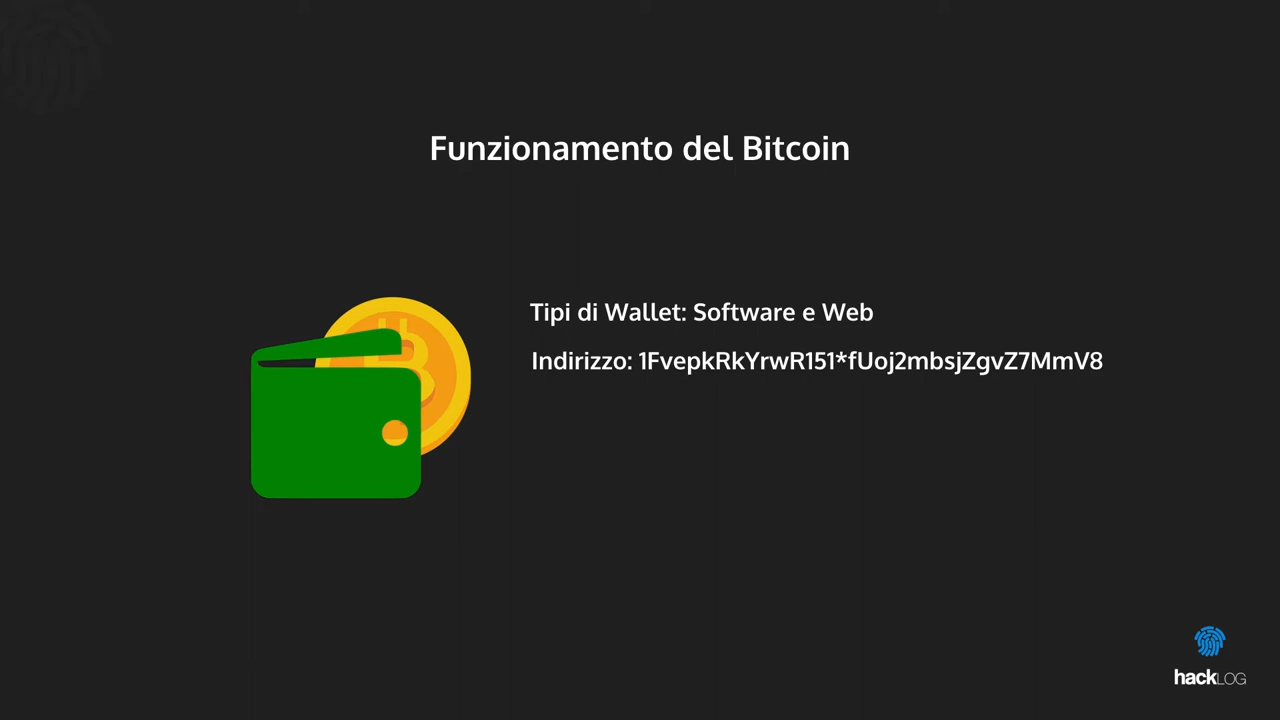 Funzionamento del Bitcoin
Tipi di Wallet: Software e Web
Indirizzo: 1FvepkRkYrwR151*fUoj2mbsjZgvZ7MmV8
hackLOG